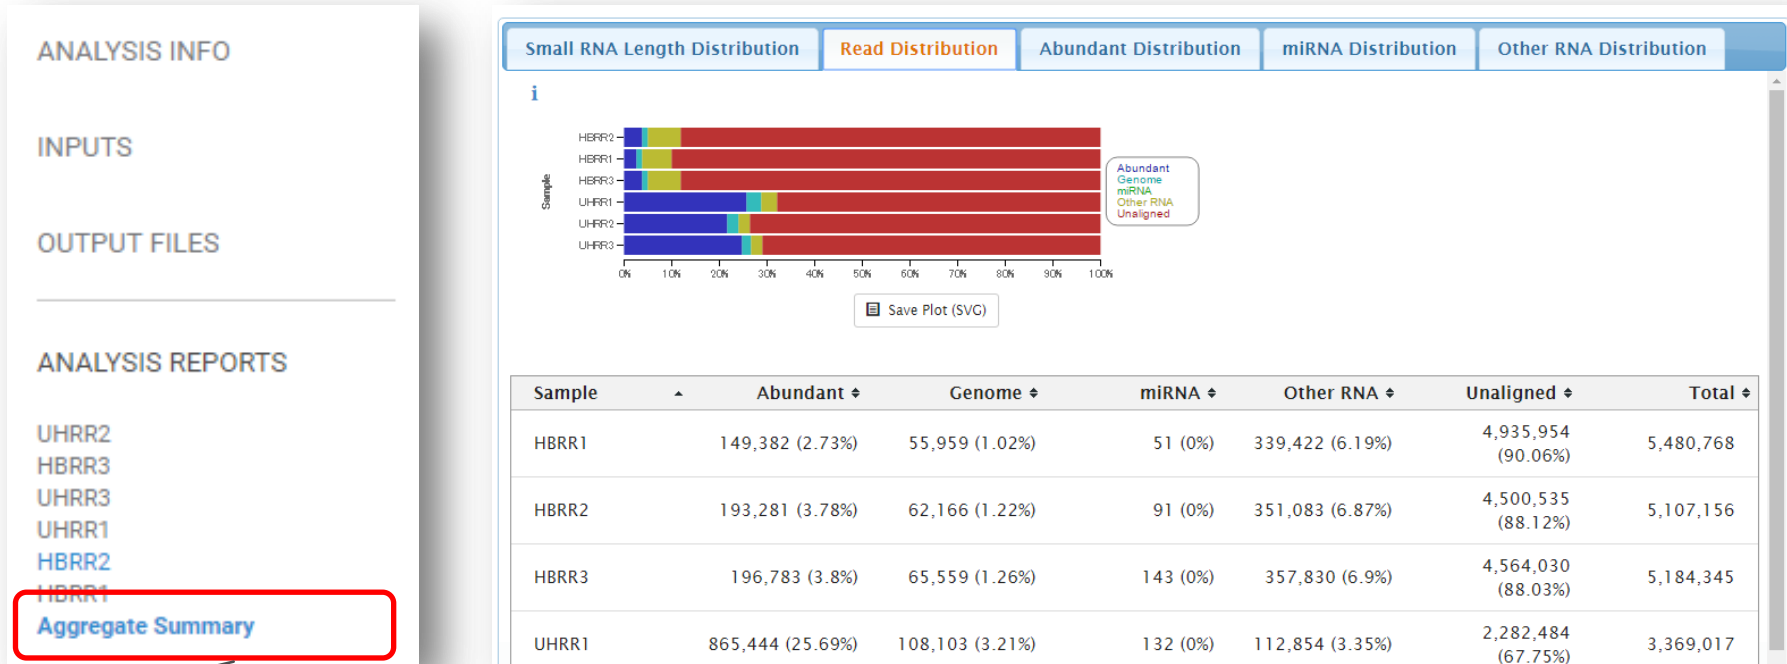 ANALYSIS INFO
INPUTS
OUTPUT FILES
ANALYSIS REPORTS
UHRR2
HBRR3
UHRR3
UHRR1
HBRR2
HBRR1
Aggregate Summary
Small RNA Length Distribution Read Distribution Abundant Distribution miRNA Distribution Other RNA Distribution
i
Sample
HBRR2
HBRR1
HBRR3
UHRR1
UHRR2
UHRR3
0% 10% 20% 30% 40% 50% 60% 70% 80% 90% 100%
Abundant
Genome
miRNA
Other RNA
Unaligned
Save Plot (SVG)
Sample Abundant Genome miRNA Other RNA Unaligned Total
HBRR1 149,382 (2.73%) 55,959 (1.02%) 51 (0%) 339,422 (6.19%) 4,935,954 (90.06%) 5,480,768
HBRR2 193,281 (3.78%) 62,166 (1.22%) 91 (0%) 351,083 (6.87%) 4,500,535 (88.12%) 5,107,156
HBRR3 196,783 (3.8%) 65,559 (1.26%) 143 (0%) 357,830 (6.9%) 4,564,030 (88.03%) 5,184,345
UHRR1 865,444 (25.69%) 108,103 (3.21%) 132 (0%) 112,854 (3.35%) 2,282,484 (67.75%) 3,369,017